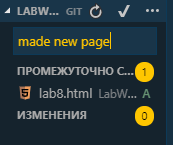 LABW... GIT
made new page
ПРОМЕЖУТОЧНО С... 1
lab8.html LabW... A
ИЗМЕНЕНИЯ 0